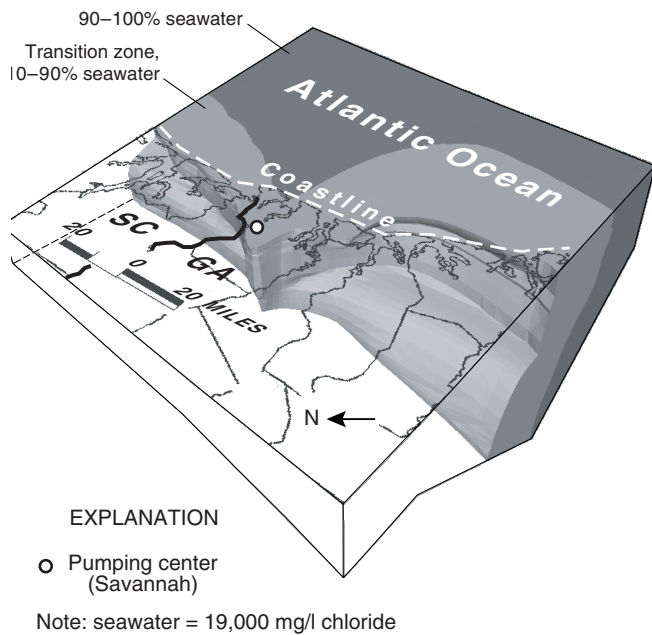 90–100% seawater
Transition zone,
10–90% seawater
Atlantic Ocean
Coastline
SC
GA
20 0 20 MILES
N
EXPLANATION
Pumping center
(Savannah)
Note: seawater = 19,000 mg/l chloride